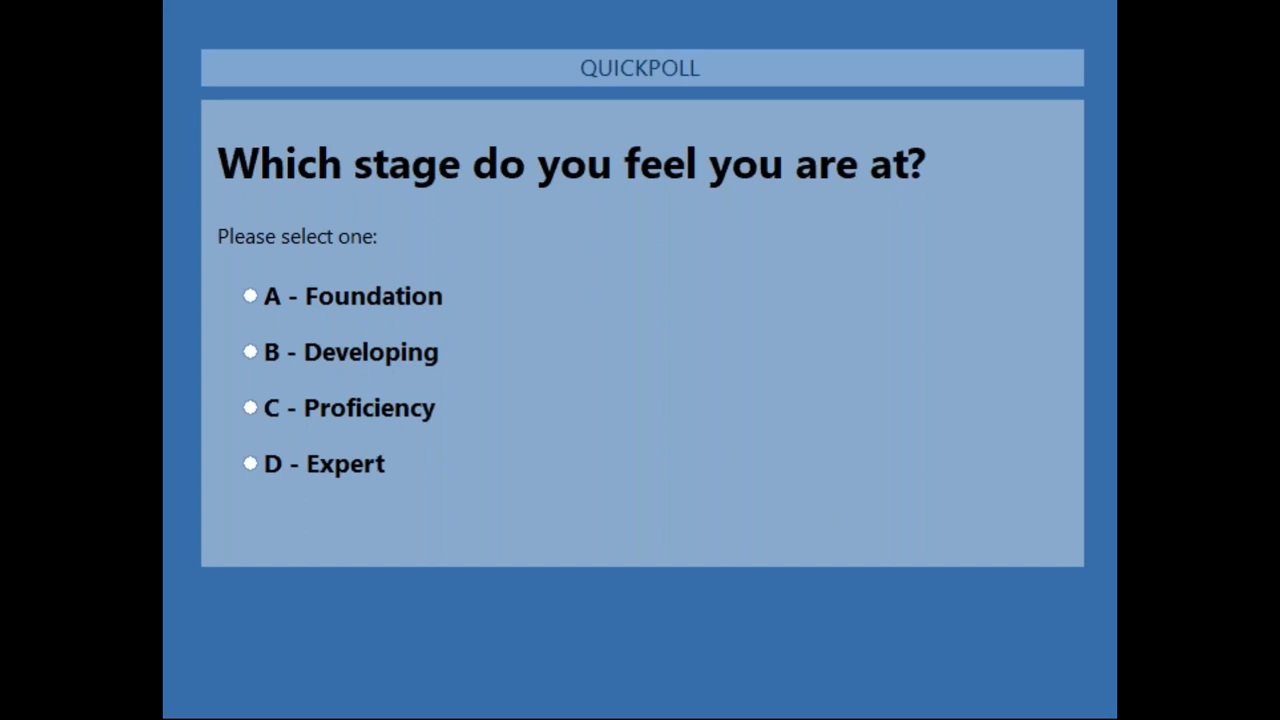 QUICKPOLL
Which stage do you feel you are at?
Please select one:
A - Foundation
B - Developing
C - Proficiency
D - Expert